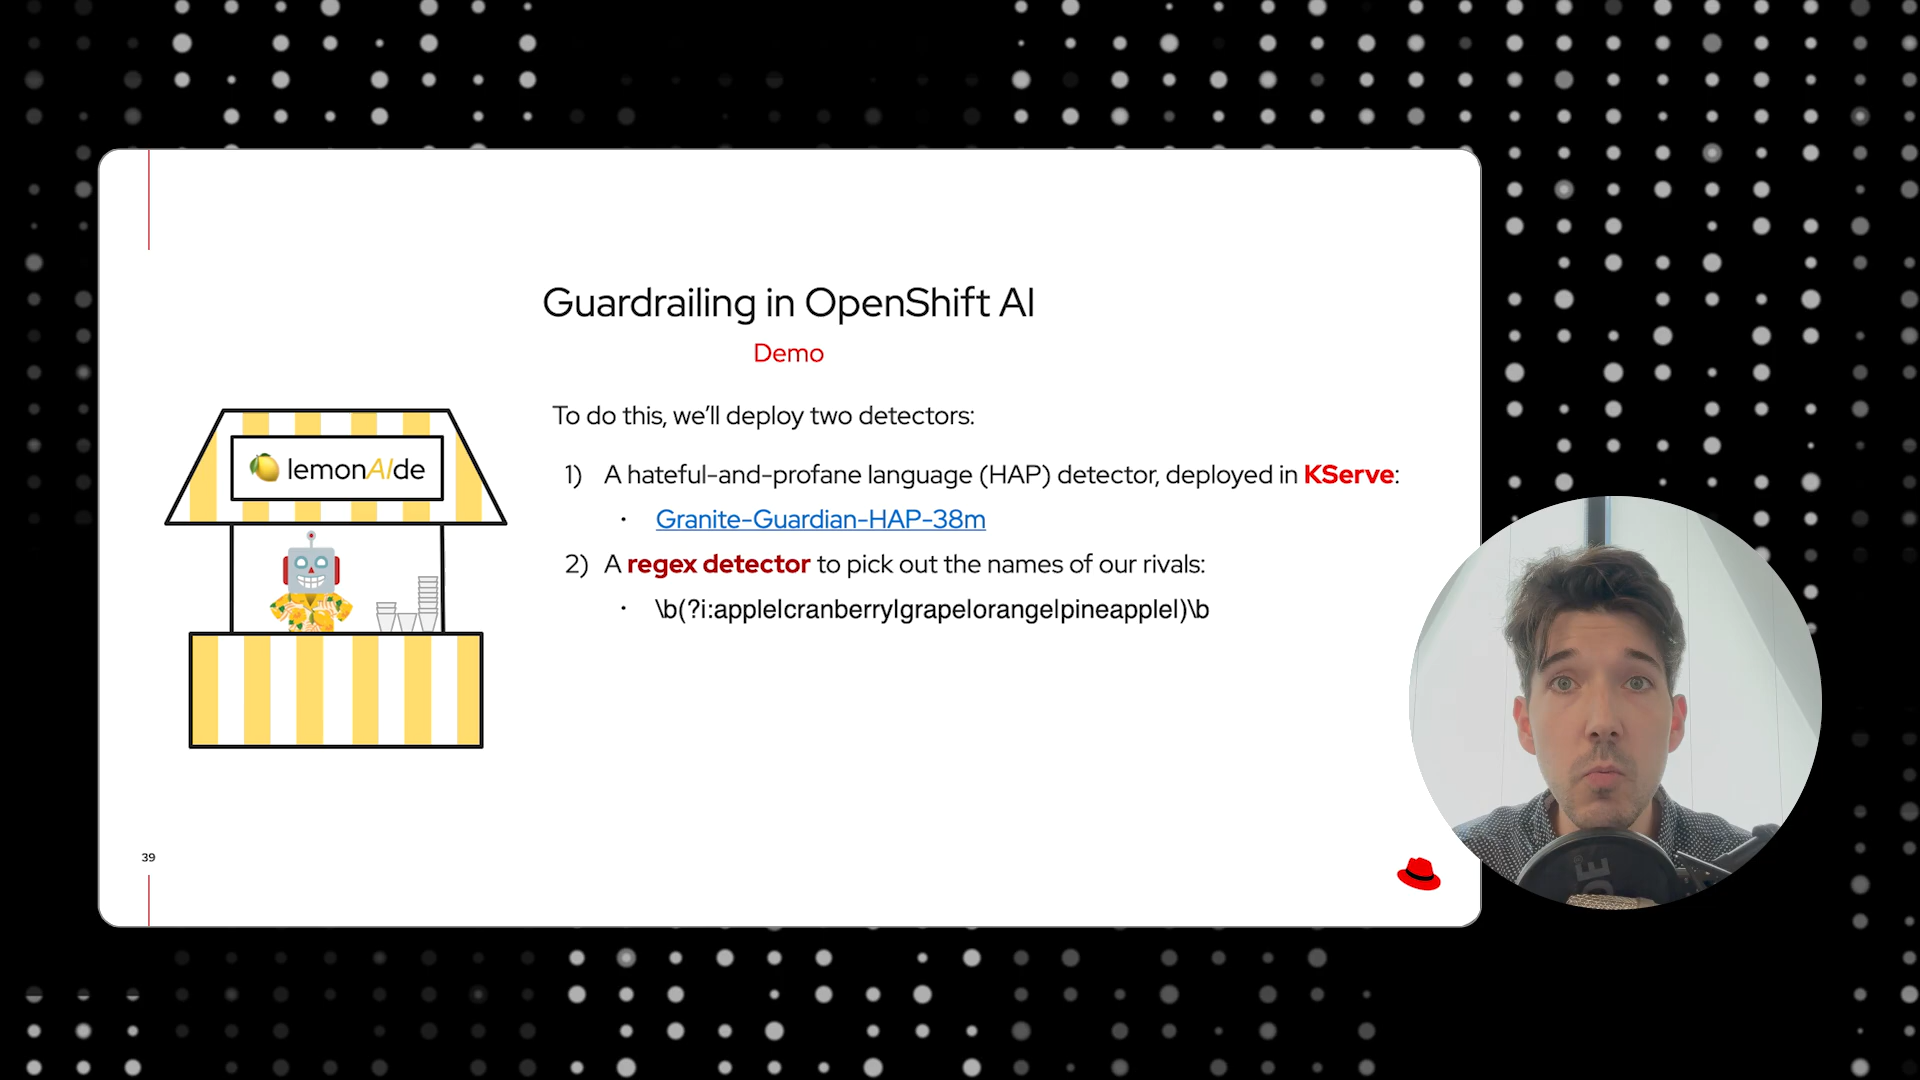 Guardrailing in OpenShift AI
Demo
To do this, we'll deploy two detectors:
1) A hateful-and-profane language (HAP) detector, deployed in KServe:
· Granite-Guardian-HAP-38m
2) A regex detector to pick out the names of our rivals:
· \b(?i:apple|cranberry|grape|orange|pineapple|)\b
lemonAIde
39